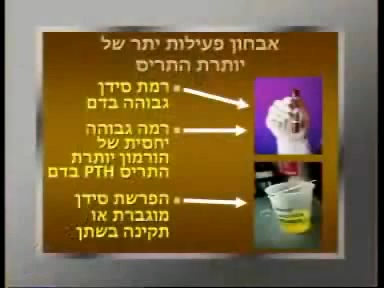 אבחון פעילות יתר של
יותרת התריס
רמת סידן
גבוהה בדם
רמה גבוהה
יחסית של
הורמון יותרת
התריס PTH בדם
הפרשת סידן
מוגברת או
תקינה בשתן